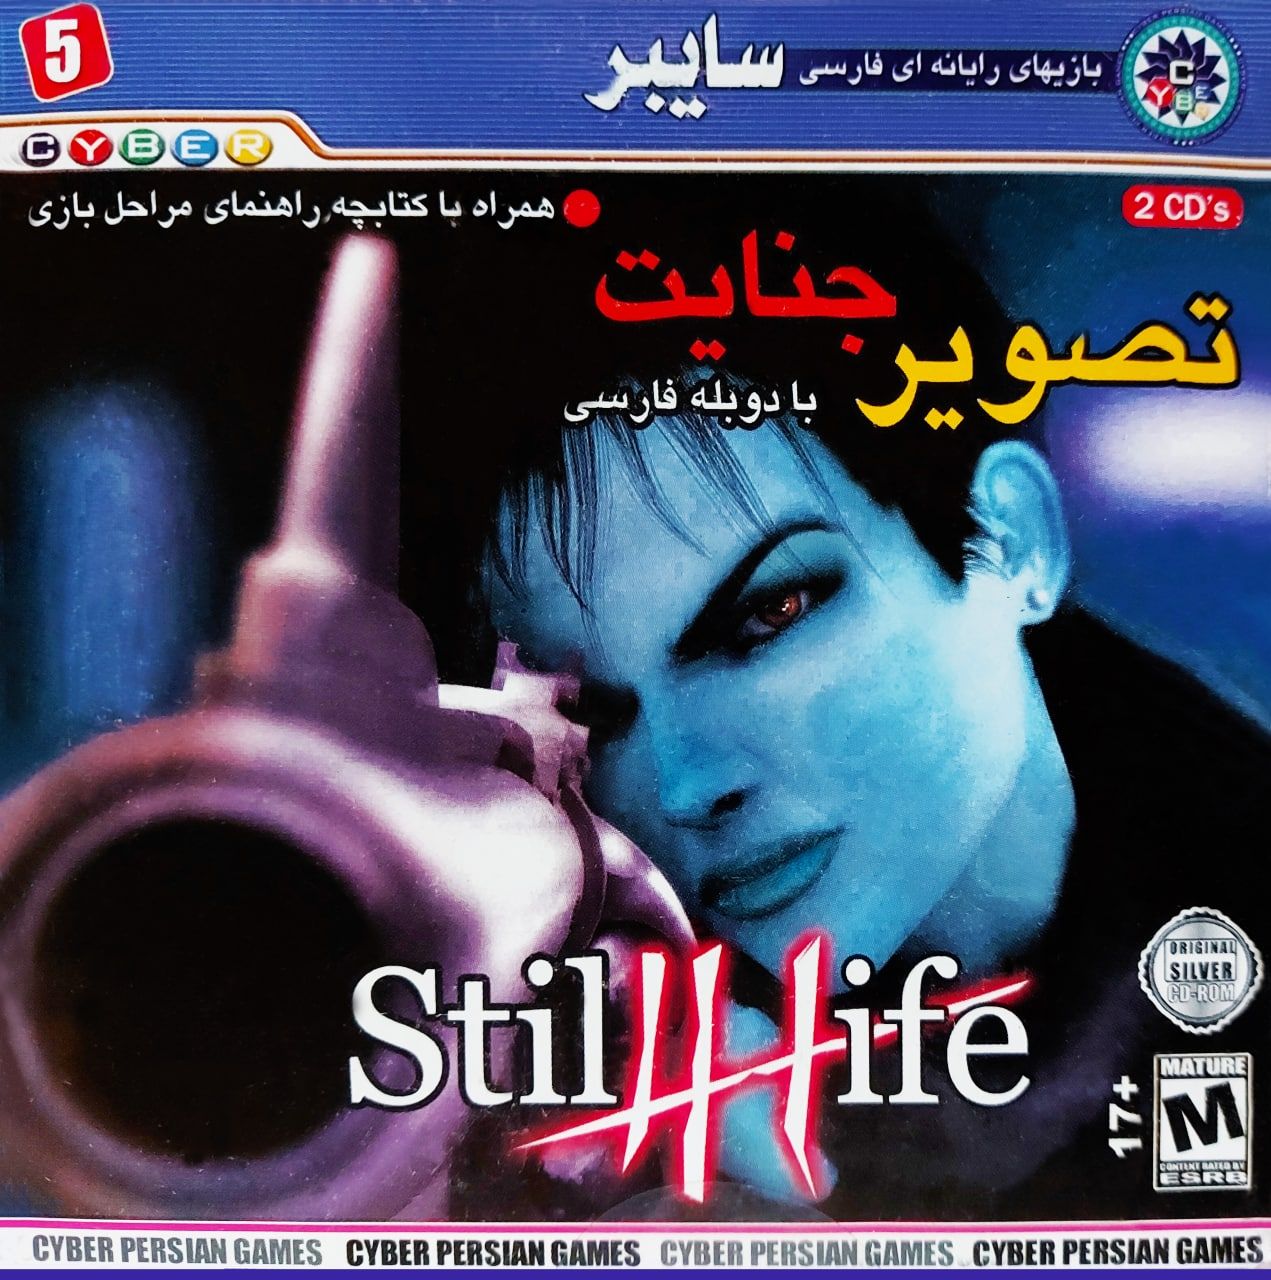 5
سایبر
بازیهای رایانه ای فارسی
CYBER
CYBER
همراه با کتابچه راهنمای مراحل بازی
2 CD's
تصویر
جنایت
با دوبله فارسی
Still Life
ORIGINAL
SILVER
CD-ROM
17+
MATURE
M
CONTENT RATED BY
ESRB
CYBER PERSIAN GAMES CYBER PERSIAN GAMES CYBER PERSIAN GAMES CYBER PERSIAN GAMES